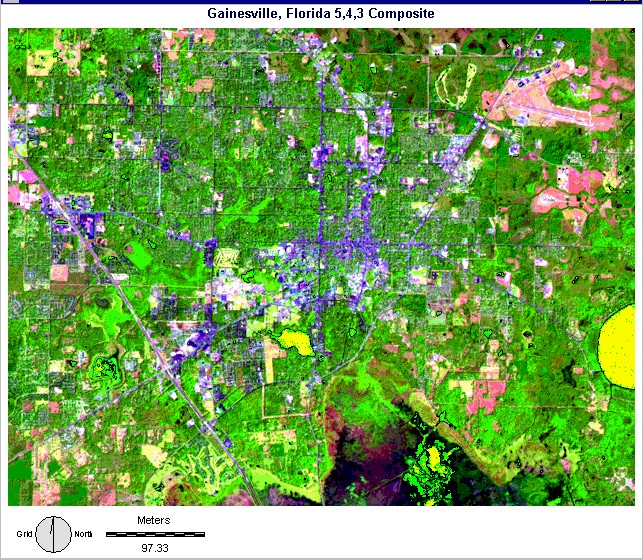 Gainesville, Florida 5,4,3 Composite
Grid North
Meters
97.33